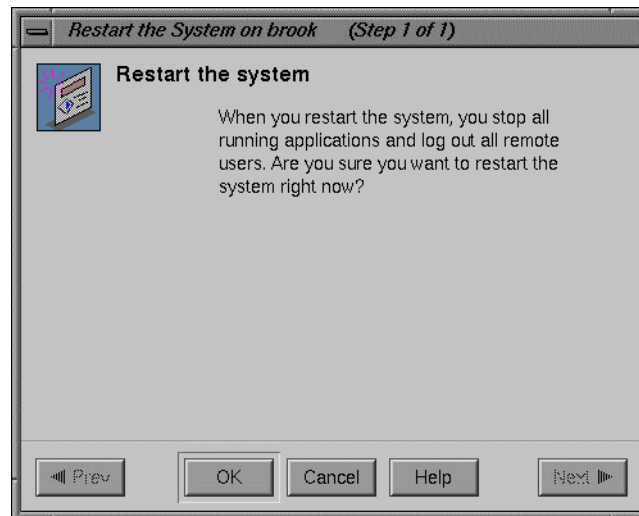 Restart the System on brook (Step 1 of 1)
Restart the system
When you restart the system, you stop all
running applications and log out all remote
users. Are you sure you want to restart the
system right now?
Prev
OK
Cancel
Help
Next